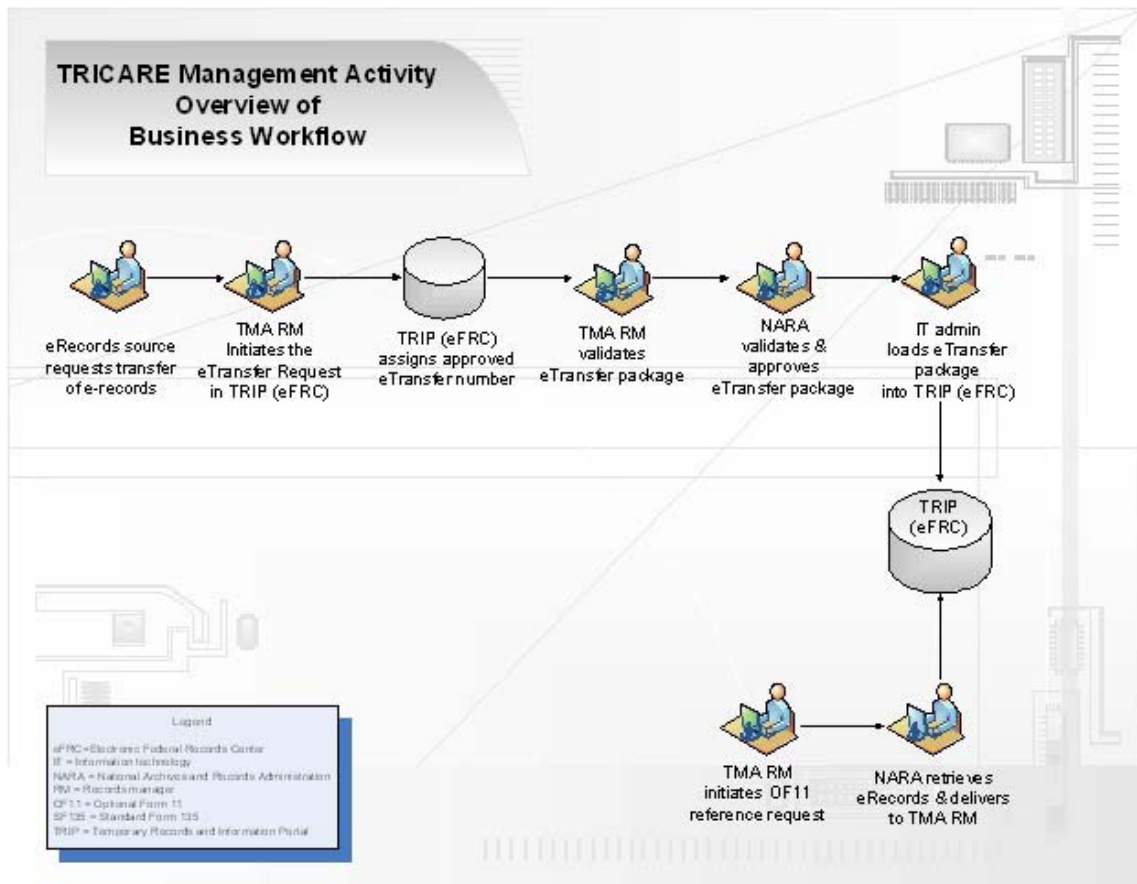 TRICARE Management Activity
Overview of
Business Workflow
eRecords source
requests transfer
of e-records
TMA RM
Initiates the
eTransfer Request
in TRIP (eFRC)
TRIP (eFRC)
assigns approved
eTransfer number
TMA RM
validates
eTransfer package
NARA
validates &
approves
eTransfer package
IT admin
loads eTransfer
package
into TRIP (eFRC)
TRIP
(eFRC)
TMA RM
initiates OF11
reference request
NARA retrieves
eRecords & delivers
to TMA RM
Legend
eFRC=Electronic Federal Records Center
IT = Information technology
NARA = National Archives and Records Administration
RM = Records manager
OF11 = Optional Form 11
SF135 = Standard Form 135
TRIP = Temporary Records and Information Portal